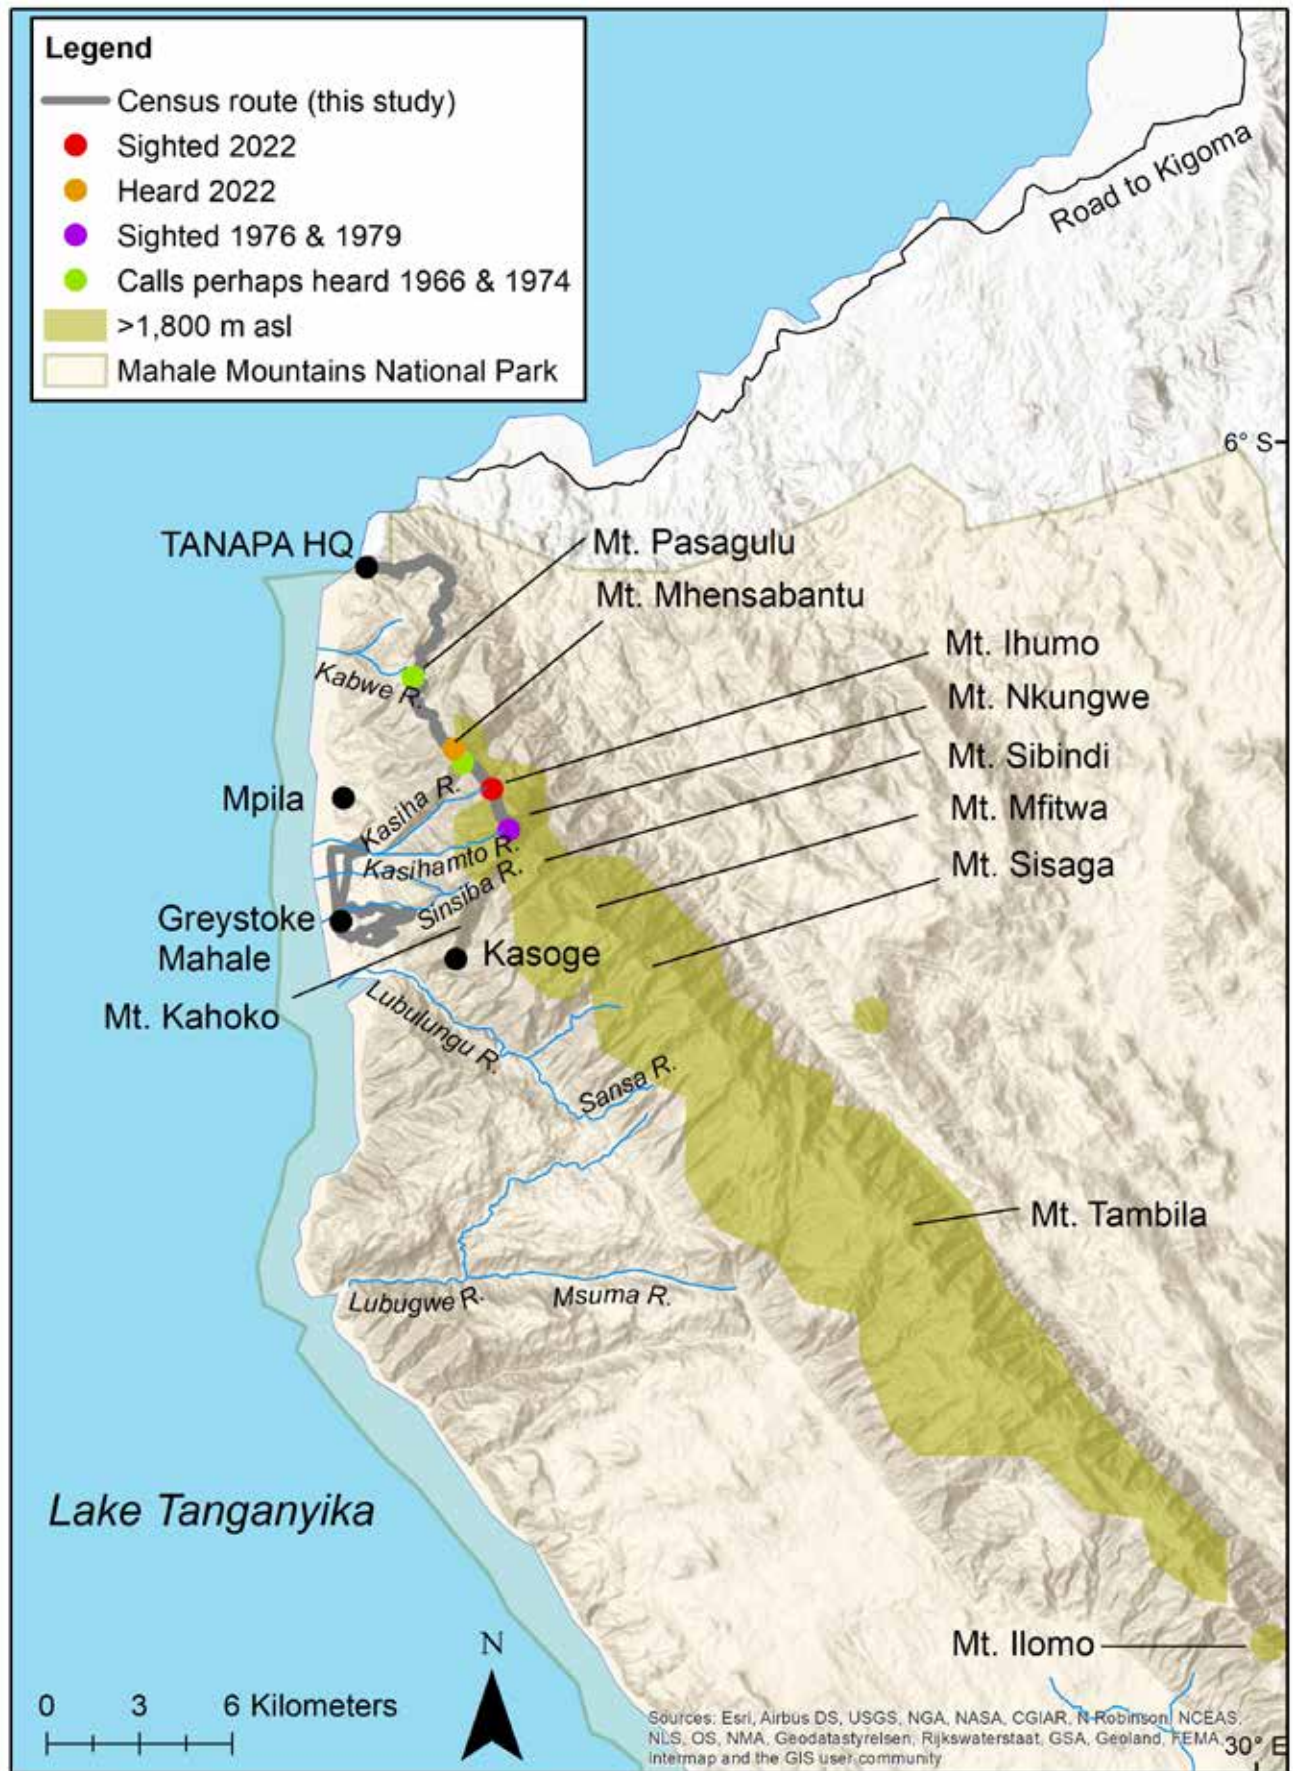 Legend
Census route (this study)
Sighted 2022
Heard 2022
Sighted 1976 & 1979
Calls perhaps heard 1966 & 1974
>1,800 m asl
Mahale Mountains National Park
Road to Kigoma
6° S
TANAPA HQ
Mt. Pasagulu
Mt. Mhensabantu
Mt. Ihumo
Kabwe R.
Mt. Nkungwe
Mt. Sibindi
Mpila
Kasiha R.
Mt. Mfitwa
Kasihamto R.
Mt. Sisaga
Sinsiba R.
Greystoke
Mahale
Kasoge
Mt. Kahoko
Lubulungu R.
Sansa R.
Mt. Tambila
Lubugwe R.
Msuma R.
Lake Tanganyika
N
Mt. Ilomo
0 3 6 Kilometers
Sources: Esri, Airbus DS, USGS, NGA, NASA, CGIAR, N Robinson, NCEAS,
NLS, OS, NMA, Geodatastyrelsen, Rijkswaterstaat, GSA, Geoland, FEMA,
Intermap and the GIS user community
30° E